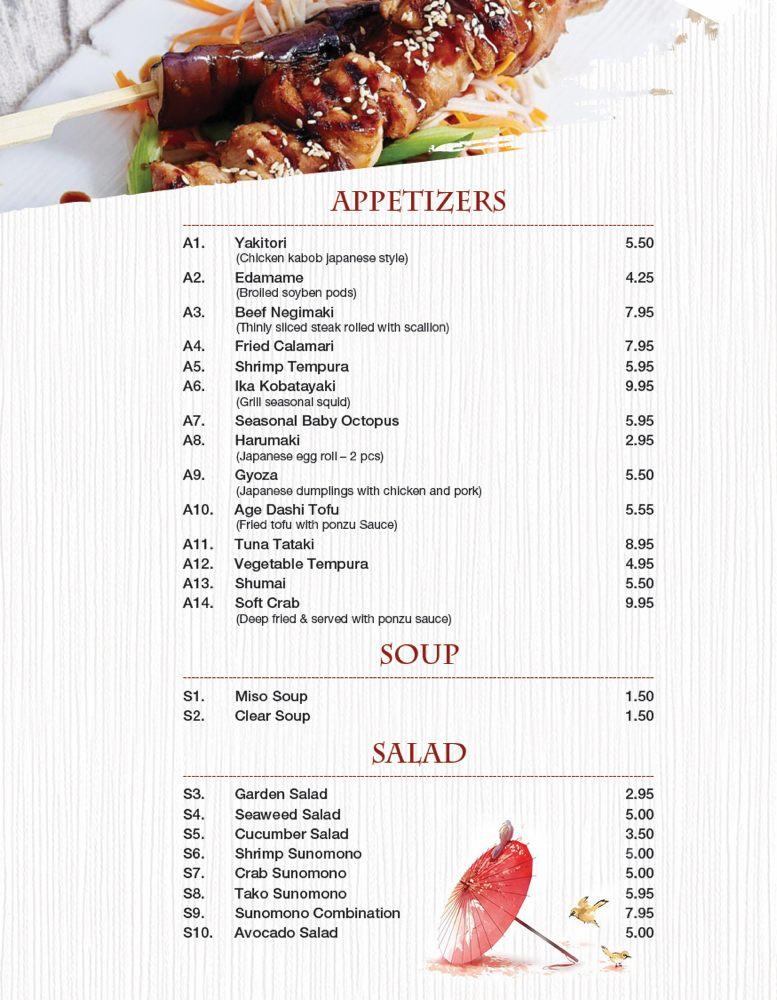 APPETIZERS
A1. Yakitori 5.50
(Chicken kabob japanese style)
A2. Edamame 4.25
(Broiled soyben pods)
A3. Beef Negimaki 7.95
(Thinly sliced steak rolled with scallion)
A4. Fried Calamari 7.95
A5. Shrimp Tempura 5.95
A6. Ika Kobatayaki 9.95
(Grill seasonal squid)
A7. Seasonal Baby Octopus 5.95
A8. Harumaki 2.95
(Japanese egg roll – 2 pcs)
A9. Gyoza 5.50
(Japanese dumplings with chicken and pork)
A10. Age Dashi Tofu 5.55
(Fried tofu with ponzu Sauce)
A11. Tuna Tataki 8.95
A12. Vegetable Tempura 4.95
A13. Shumai 5.50
A14. Soft Crab 9.95
(Deep fried & served with ponzu sauce)
SOUP
S1. Miso Soup 1.50
S2. Clear Soup 1.50
SALAD
S3. Garden Salad 2.95
S4. Seaweed Salad 5.00
S5. Cucumber Salad 3.50
S6. Shrimp Sunomono 5.00
S7. Crab Sunomono 5.00
S8. Tako Sunomono 5.95
S9. Sunomono Combination 7.95
S10. Avocado Salad 5.00